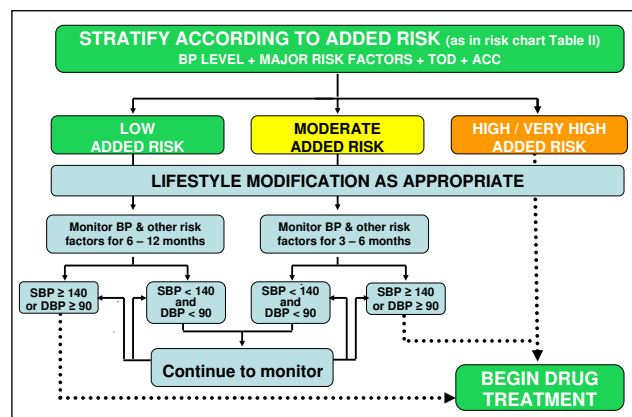 STRATIFY ACCORDING TO ADDED RISK (as in risk chart Table II)
BP LEVEL + MAJOR RISK FACTORS + TOD + ACC
LOW
ADDED RISK
MODERATE
ADDED RISK
HIGH / VERY HIGH
ADDED RISK
LIFESTYLE MODIFICATION AS APPROPRIATE
Monitor BP & other risk
factors for 6 – 12 months
Monitor BP & other risk
factors for 3 – 6 months
SBP ≥ 140
or DBP ≥ 90
SBP < 140
and
DBP < 90
SBP < 140
and
DBP < 90
SBP ≥ 140
or DBP ≥ 90
Continue to monitor
BEGIN DRUG
TREATMENT